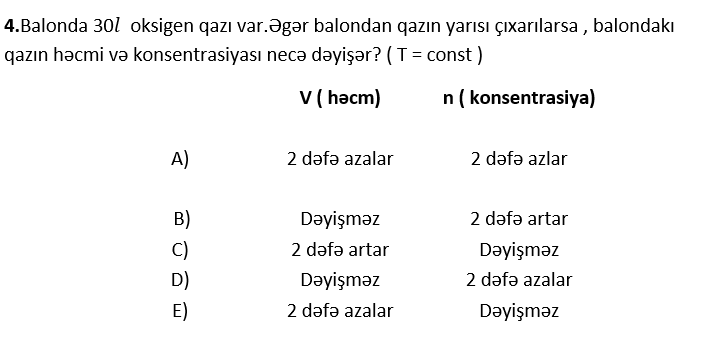 4.Balonda 30l oksigen qazı var.Əgər balondan qazın yarısı çıxarılarsa , balondakı
qazın həcmi və konsentrasiyası necə dəyişər? ( T = const )
V ( həcm) n ( konsentrasiya)
A) 2 dəfə azalar 2 dəfə azlar
B) Dəyişməz 2 dəfə artar
C) 2 dəfə artar Dəyişməz
D) Dəyişməz 2 dəfə azalar
E) 2 dəfə azalar Dəyişməz